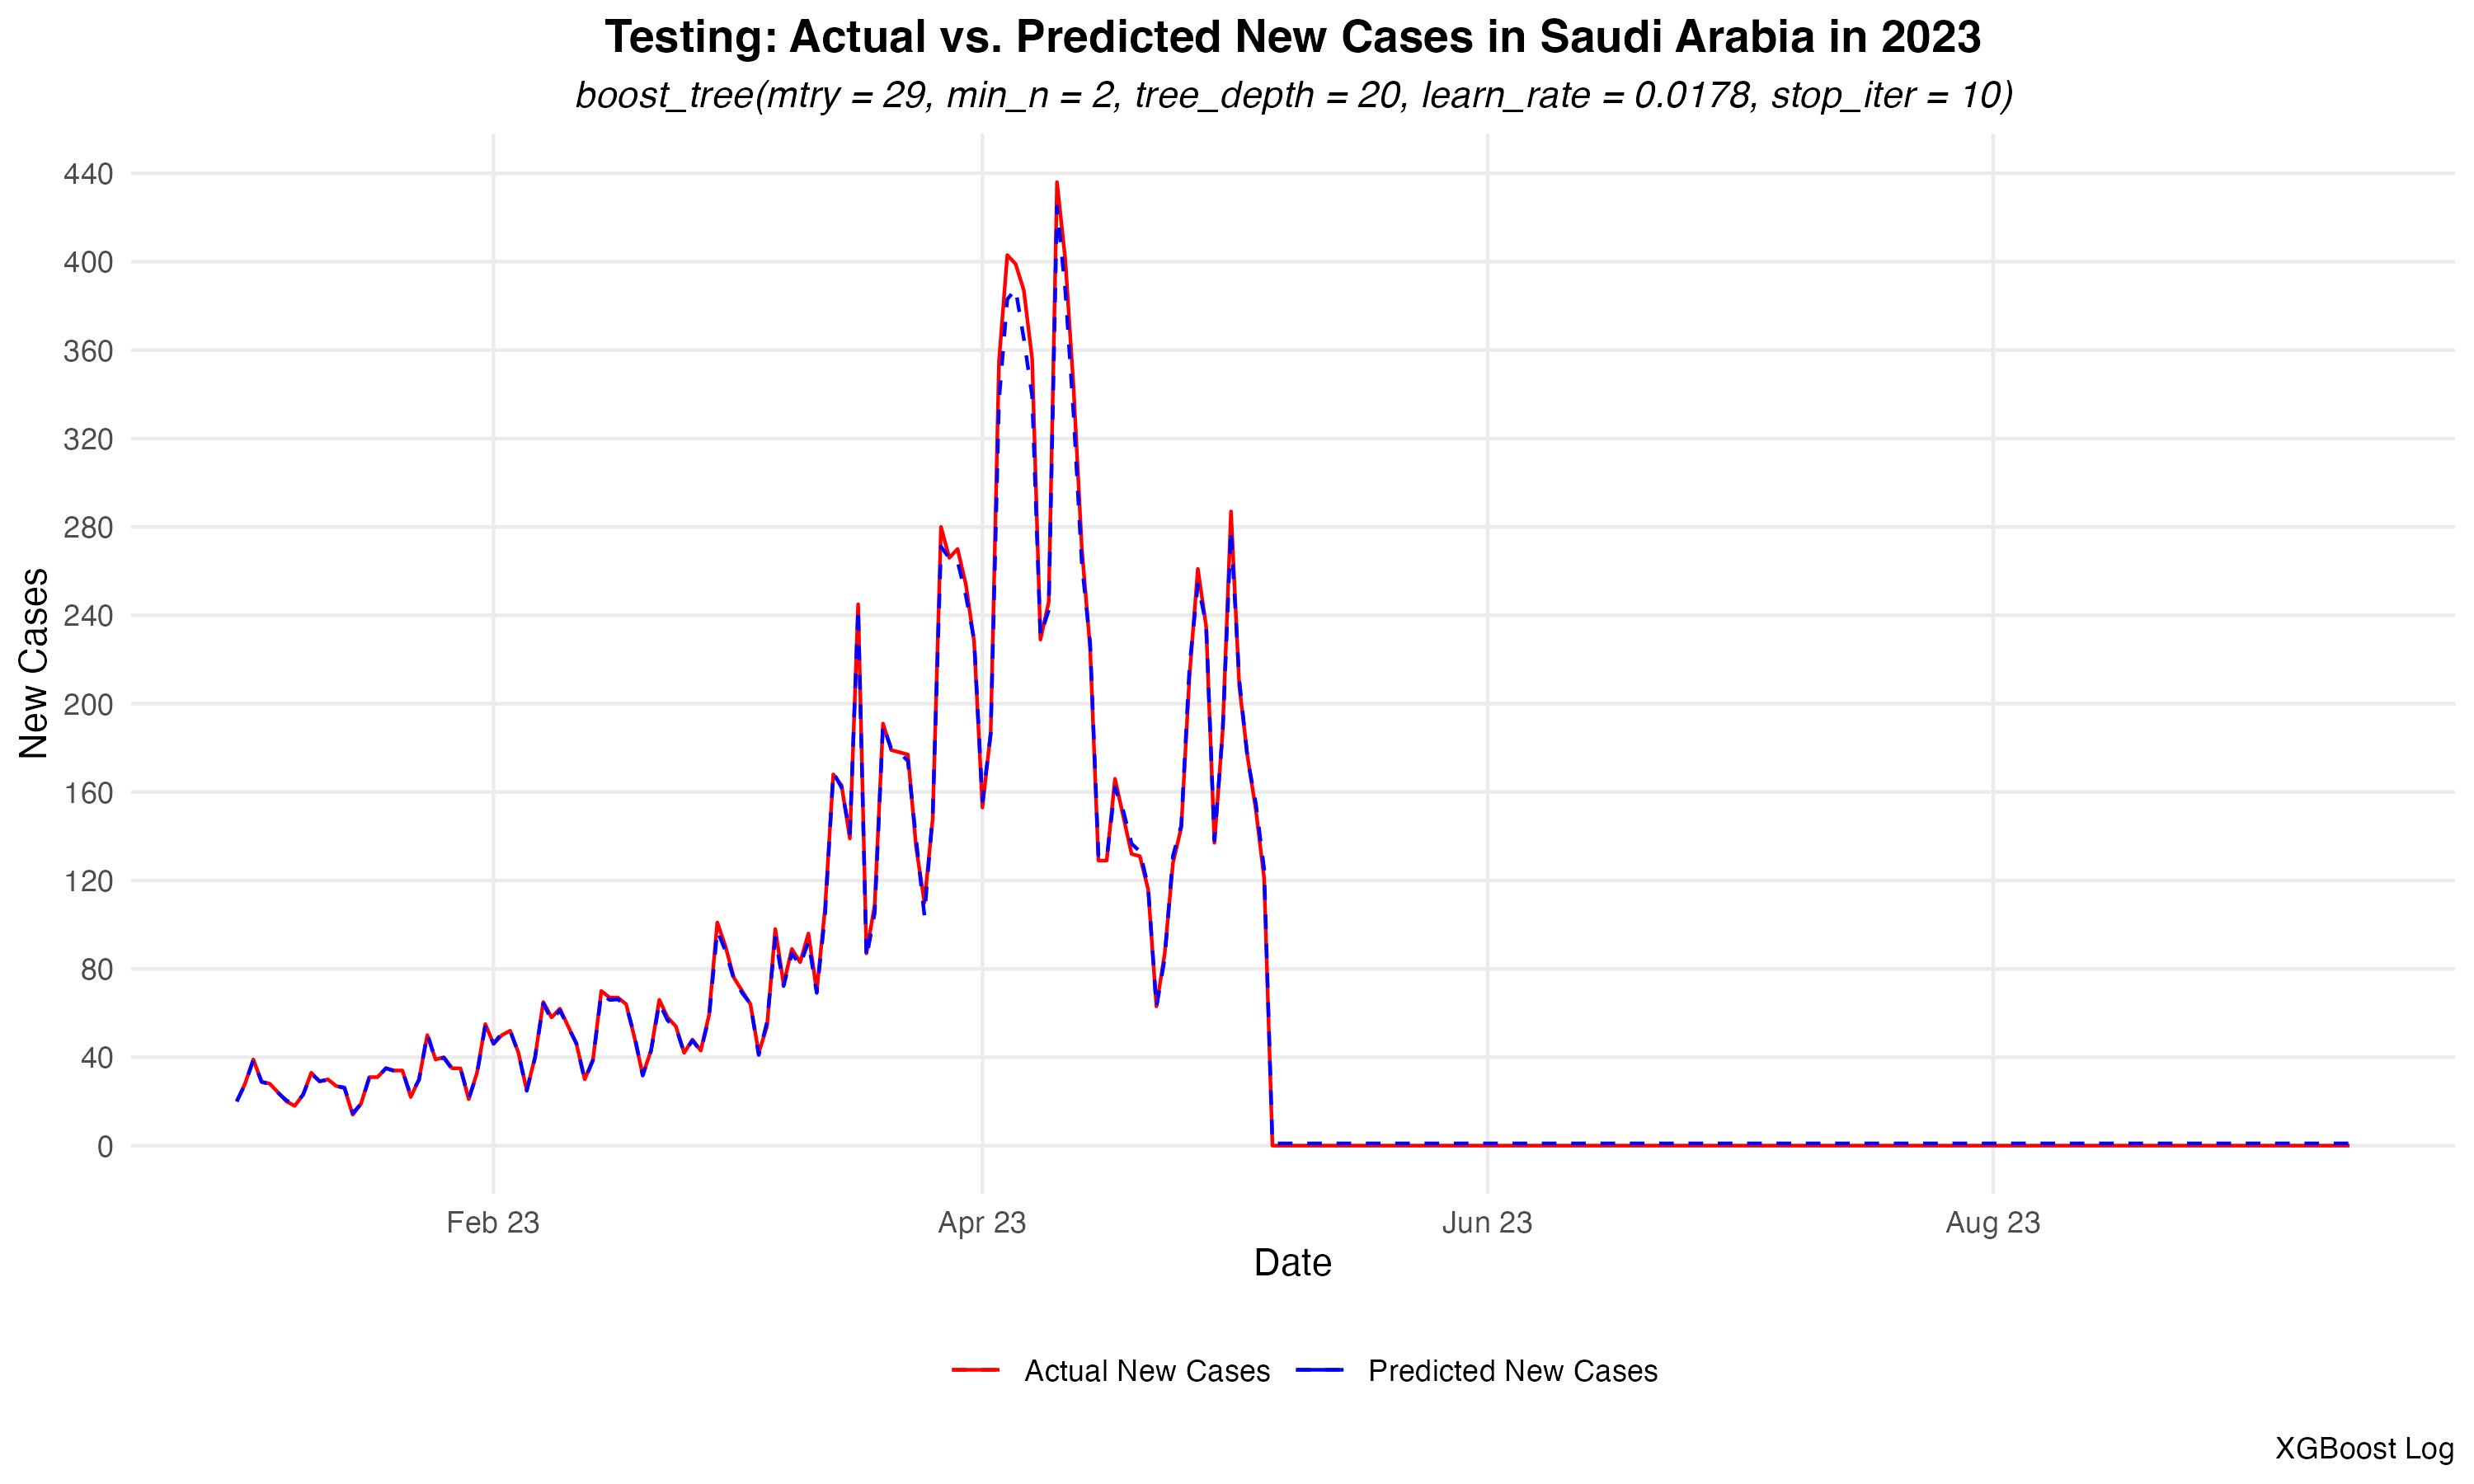 Testing: Actual vs. Predicted New Cases in Saudi Arabia in 2023
boost_tree(mtry = 29, min_n = 2, tree_depth = 20, learn_rate = 0.0178, stop_iter = 10)
New Cases
440
400
360
320
280
240
200
160
120
80
40
0
Feb 23 Apr 23 Jun 23 Aug 23
Date
Actual New Cases Predicted New Cases
XGBoost Log